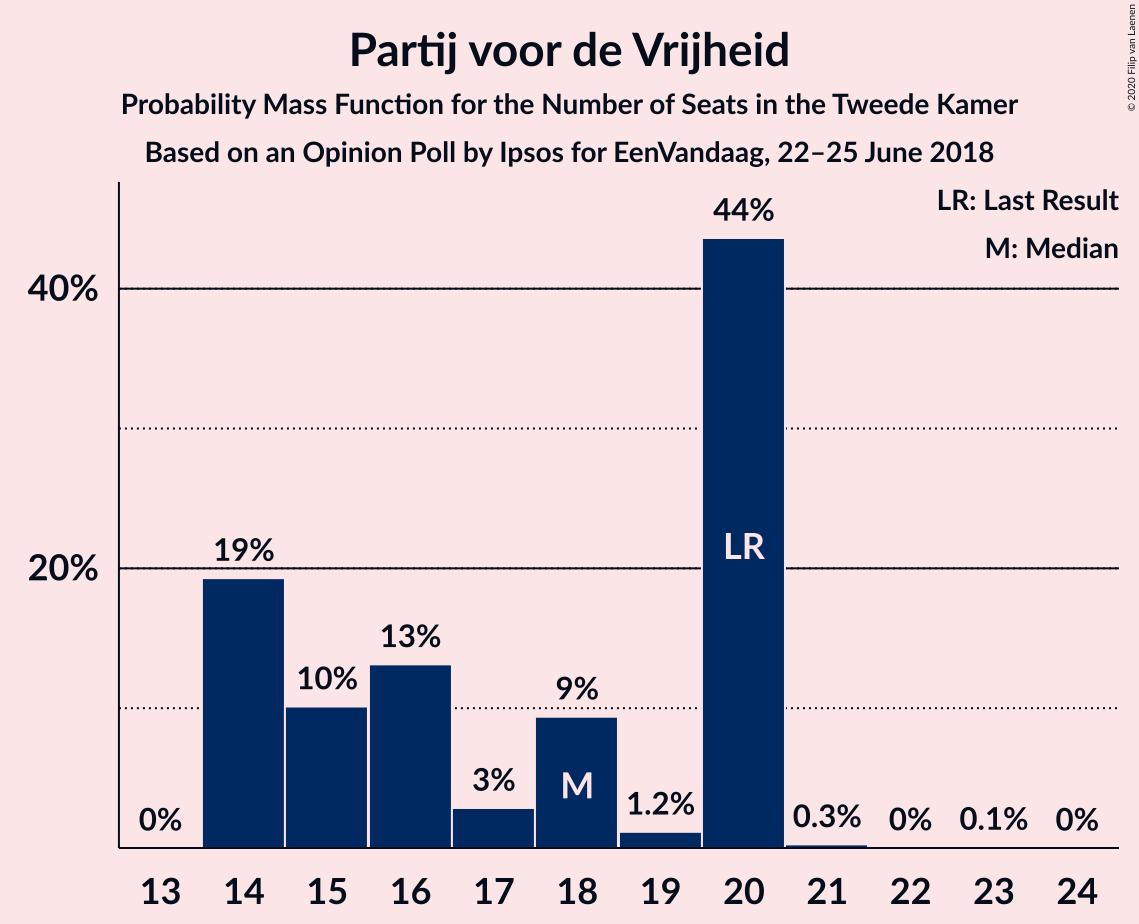 Partij voor de Vrijheid
Probability Mass Function for the Number of Seats in the Tweede Kamer
Based on an Opinion Poll by Ipsos for EenVandaag, 22–25 June 2018
© 2020 Filip van Laenen
LR: Last Result
M: Median
44%
40%
LR
19%
20%
13%
10%
9%
3%
M
1.2%
0%
0.3%
0%
0.1%
0%
13 14 15 16 17 18 19 20 21 22 23 24